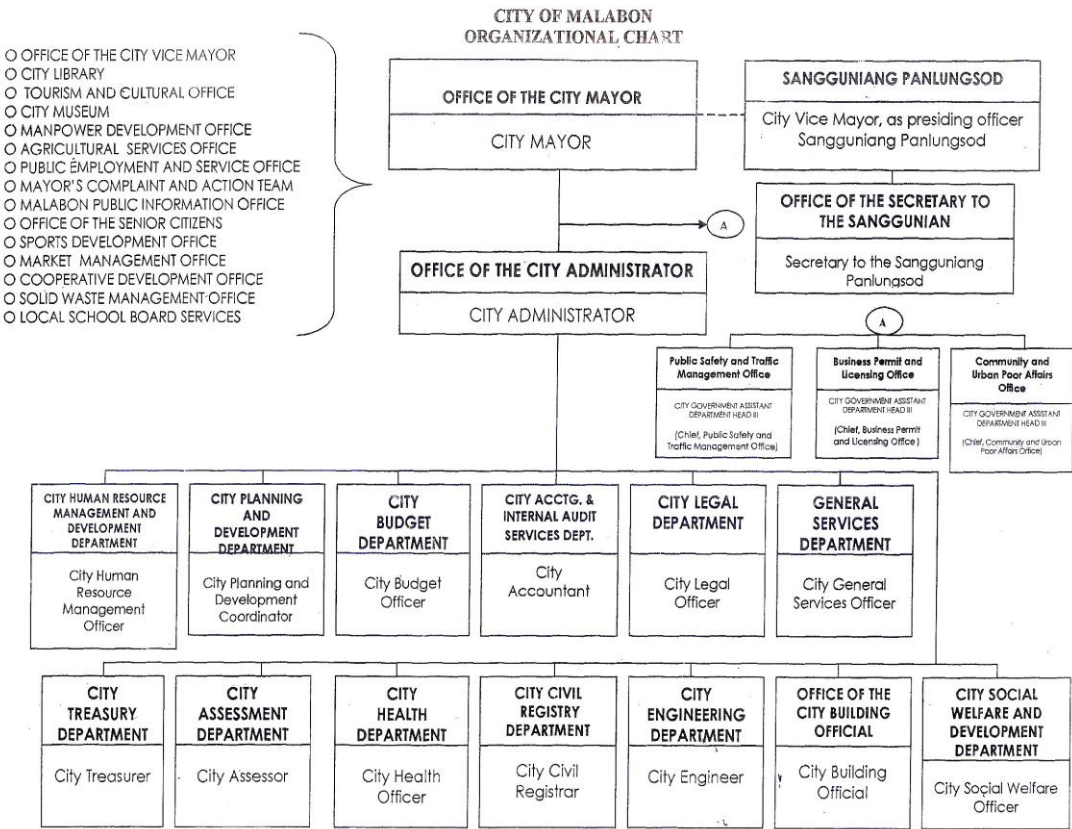 CITY OF MALABON
ORGANIZATIONAL CHART
O OFFICE OF THE CITY VICE MAYOR
O CITY LIBRARY
O TOURISM AND CULTURAL OFFICE
O CITY MUSEUM
O MANPOWER DEVELOPMENT OFFICE
O AGRICULTURAL SERVICES OFFICE
O PUBLIC EMPLOYMENT AND SERVICE OFFICE
O MAYOR'S COMPLAINT AND ACTION TEAM
O MALABON PUBLIC INFORMATION OFFICE
O OFFICE OF THE SENIOR CITIZENS
O SPORTS DEVELOPMENT OFFICE
O MARKET MANAGEMENT OFFICE
O COOPERATIVE DEVELOPMENT OFFICE
O SOLID WASTE MANAGEMENT OFFICE
O LOCAL SCHOOL BOARD SERVICES
OFFICE OF THE CITY MAYOR
CITY MAYOR
SANGGUNIANG PANLUNGSOD
City Vice Mayor, as presiding officer
Sangguniang Panlungsod
A
OFFICE OF THE SECRETARY TO
THE SANGGUNIAN
Secretary to the Sangguniang
Panlungsod
OFFICE OF THE CITY ADMINISTRATOR
CITY ADMINISTRATOR
A
Public Safety and Traffic
Management Office
CITY GOVERNMENT ASSISTANT
DEPARTMENT HEAD III
(Chief, Public Safety and
Traffic Management Office)
Business Permit and
Licensing Office
CITY GOVERNMENT ASSISTANT
DEPARTMENT HEAD III
(Chief, Business Permit
and Licensing Office )
Community and
Urban Poor Affairs
Office
CITY GOVERNMENT ASSISTANT
DEPARTMENT HEAD III
(Chief, Community and Urban
Poor Affairs Office)
CITY HUMAN RESOURCE
MANAGEMENT AND
DEVELOPMENT
DEPARTMENT
City Human
Resource
Management
Officer
CITY PLANNING
AND
DEVELOPMENT
DEPARTMENT
City Planning and
Development
Coordinator
CITY
BUDGET
DEPARTMENT
City Budget
Officer
CITY ACCTG. &
INTERNAL AUDIT
SERVICES DEPT.
City
Accountant
CITY LEGAL
DEPARTMENT
City Legal
Officer
GENERAL
SERVICES
DEPARTMENT
City General
Services Officer
CITY
TREASURY
DEPARTMENT
City Treasurer
CITY
ASSESSMENT
DEPARTMENT
City Assessor
CITY
HEALTH
DEPARTMENT
City Health
Officer
CITY CIVIL
REGISTRY
DEPARTMENT
City Civil
Registrar
CITY
ENGINEERING
DEPARTMENT
City Engineer
OFFICE OF THE
CITY BUILDING
OFFICIAL
City Building
Official
CITY SOCIAL
WELFARE AND
DEVELOPMENT
DEPARTMENT
City Social Welfare
Officer